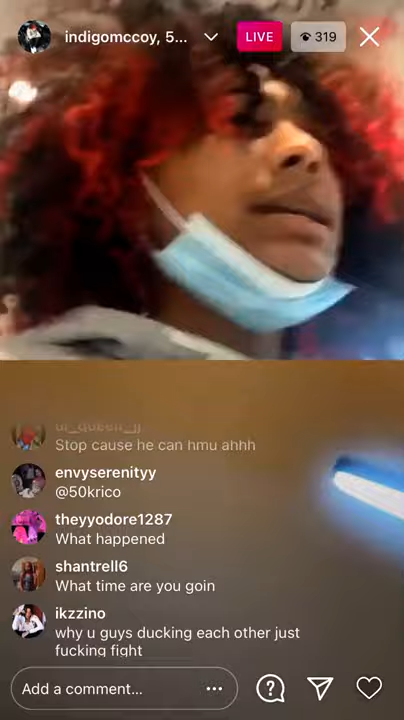 indigomccoy, 5...
LIVE
319
Stop cause he can hmu ahhh
envyserenityy
@50krico
theyyodore1287
What happened
shantrell6
What time are you goin
ikzzino
why u guys ducking each other just
fucking fight
Add a comment...